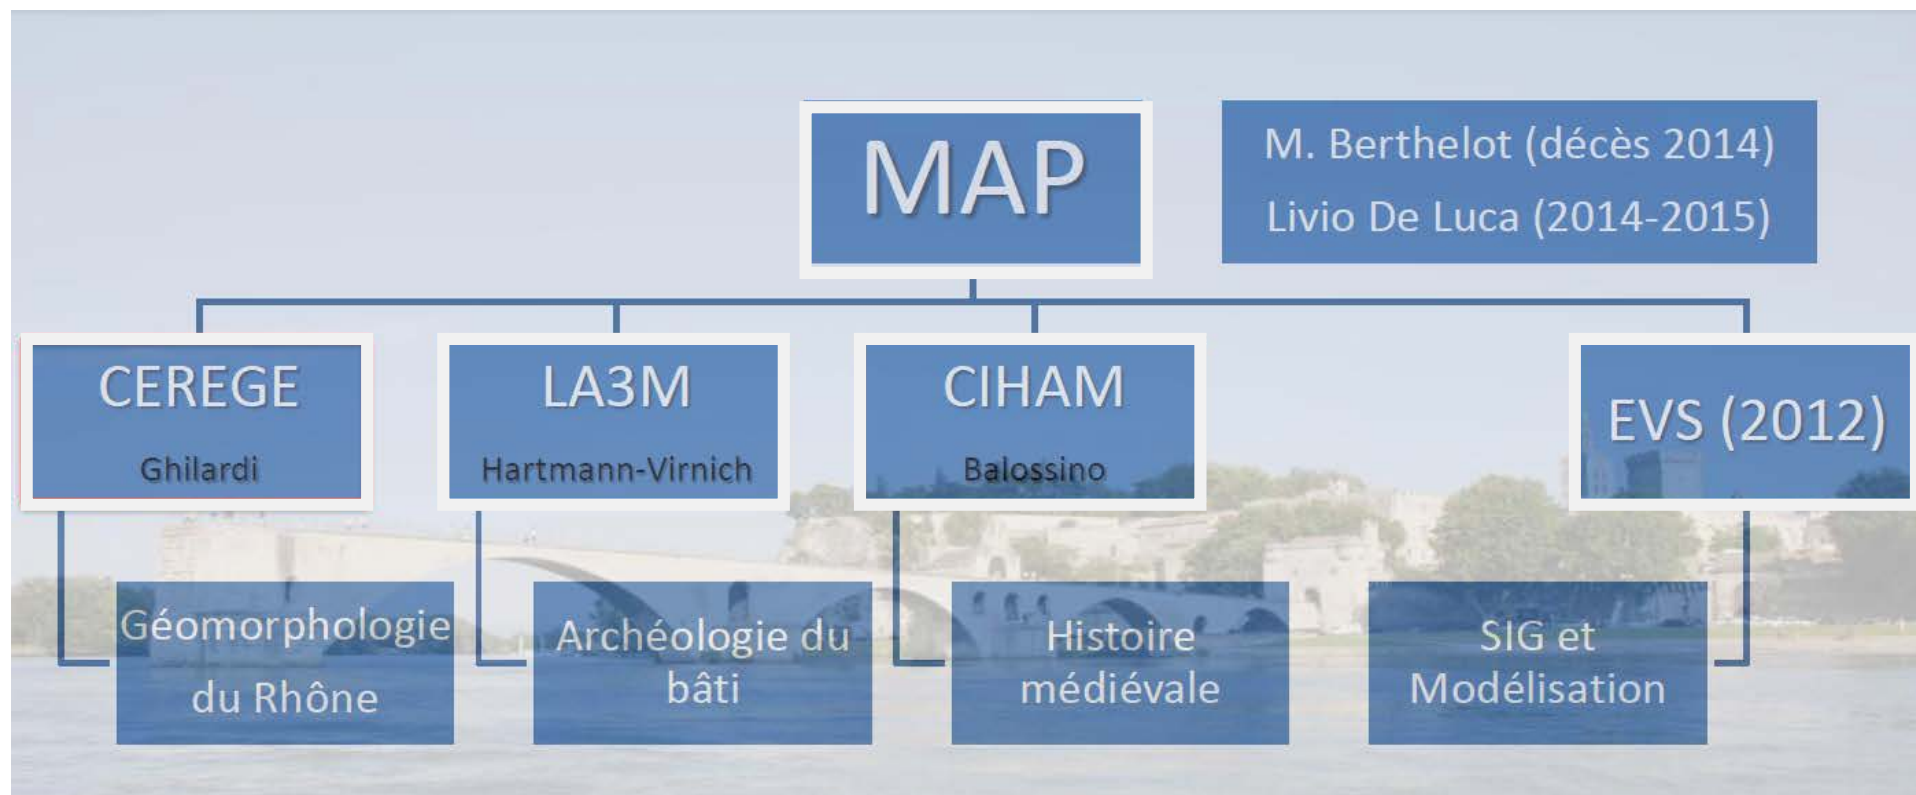 MAP
M. Berthelot (décès 2014)
Livio De Luca (2014-2015)
CEREGE
Ghilardi
LA3M
Hartmann-Virnich
CIHAM
Balossino
EVS (2012)
Géomorphologie
du Rhône
Archéologie du
bâti
Histoire
médiévale
SIG et
Modélisation